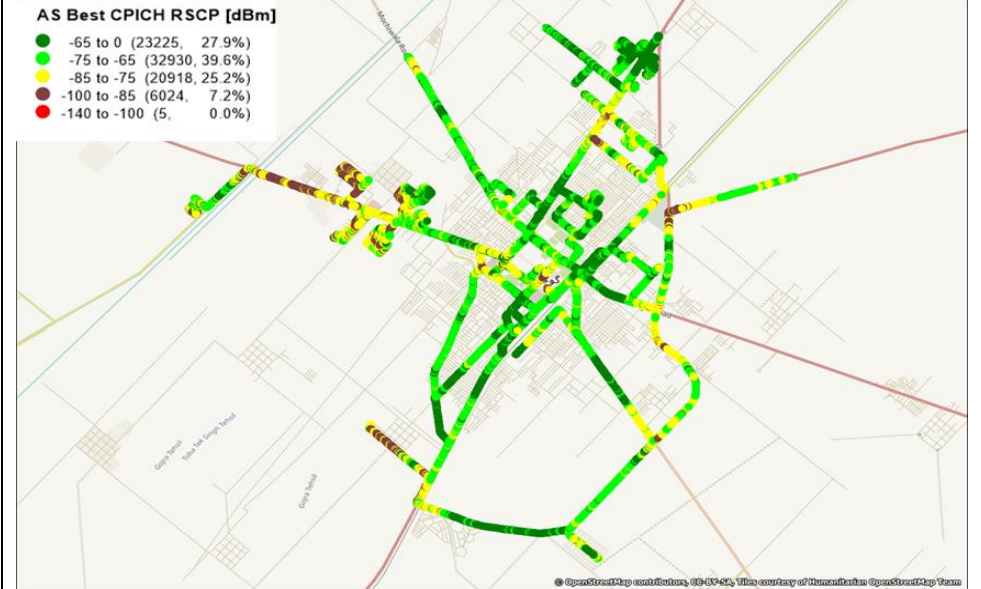 AS Best CPICH RSCP [dBm]
-65 to 0 (23225, 27.9%)
-75 to -65 (32930, 39.6%)
-85 to -75 (20918, 25.2%)
-100 to -85 (6024, 7.2%)
-140 to -100 (5, 0.0%)
Mochiwala Ro
Gojra Tehsil
Toba Tek Singh Tehsil
Gojra Tehsil
© OpenStreetMap contributors, CC-BY-SA, Tiles courtesy of Humanitarian OpenStreetMap Team